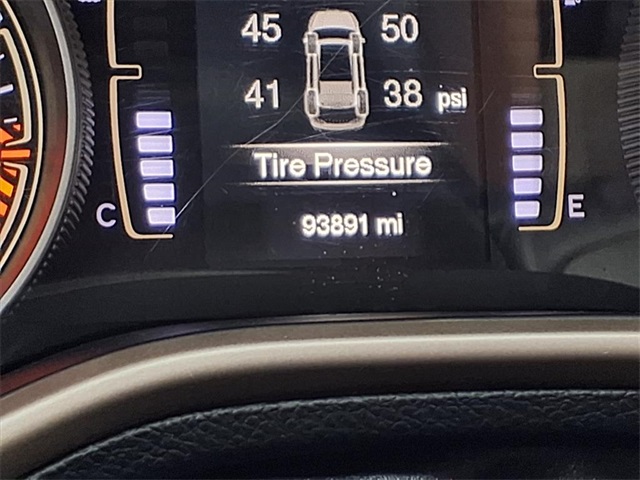 45 50
41 38 psi
Tire Pressure
C E
93891 mi